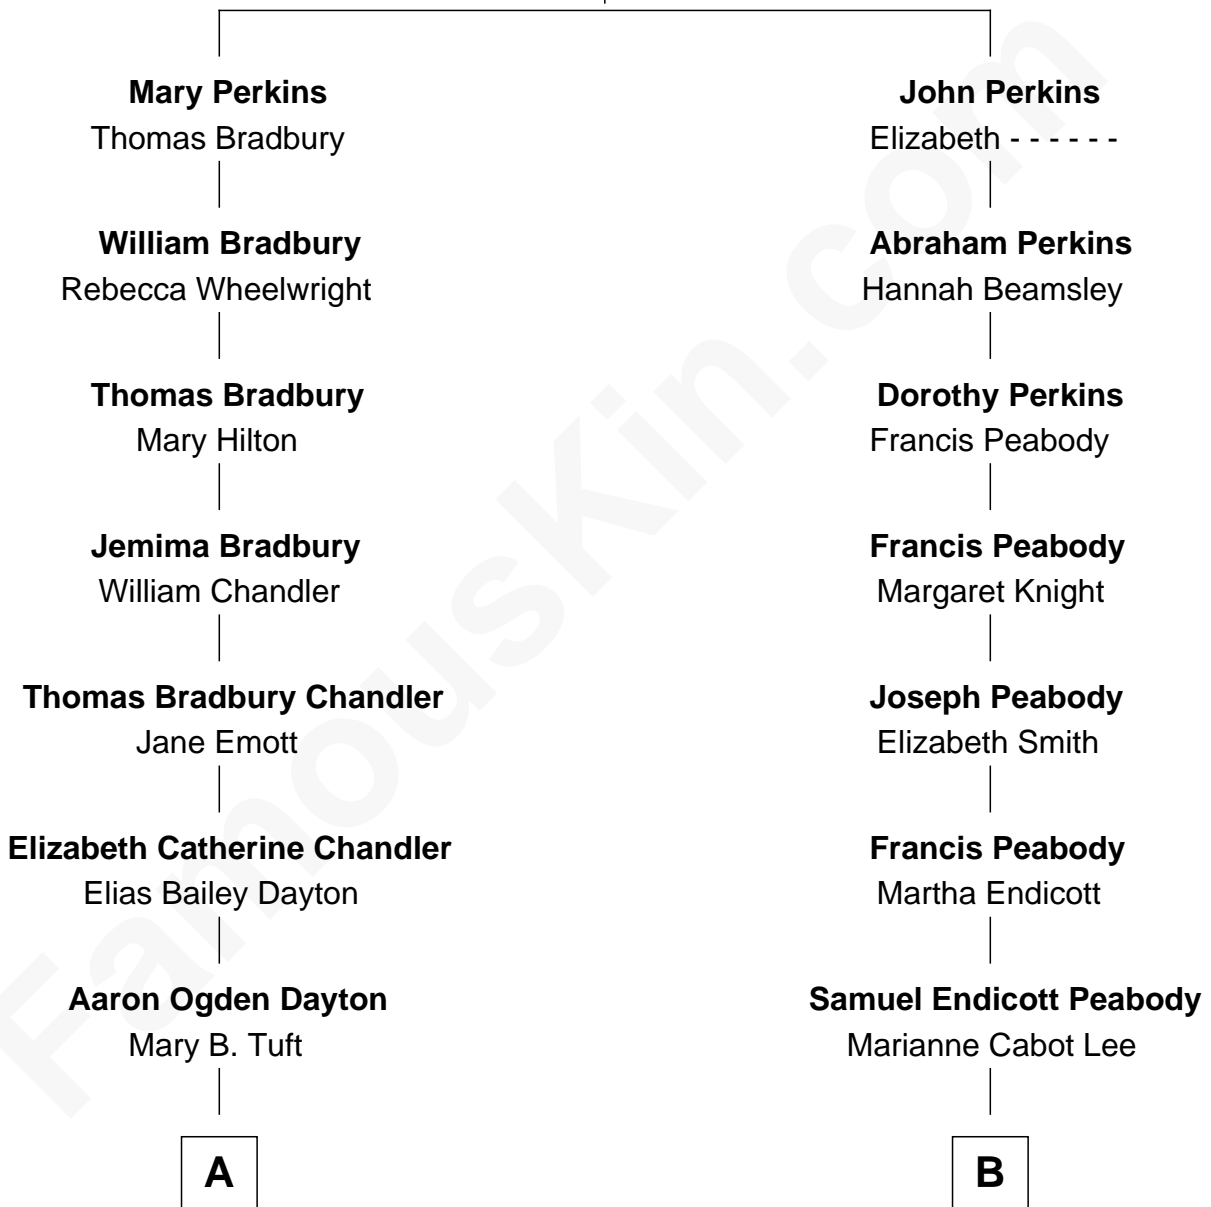 Mary Perkins
Thomas Bradbury
William Bradbury
Rebecca Wheelwright
Thomas Bradbury
Mary Hilton
Jemima Bradbury
William Chandler
Thomas Bradbury Chandler
Jane Emott
Elizabeth Catherine Chandler
Elias Bailey Dayton
Aaron Ogden Dayton
Mary B. Tuft
A
John Perkins
Elizabeth - - - - - -
Abraham Perkins
Hannah Beamsley
Dorothy Perkins
Francis Peabody
Francis Peabody
Margaret Knight
Joseph Peabody
Elizabeth Smith
Francis Peabody
Martha Endicott
Samuel Endicott Peabody
Marianne Cabot Lee
B
FamousKin.com